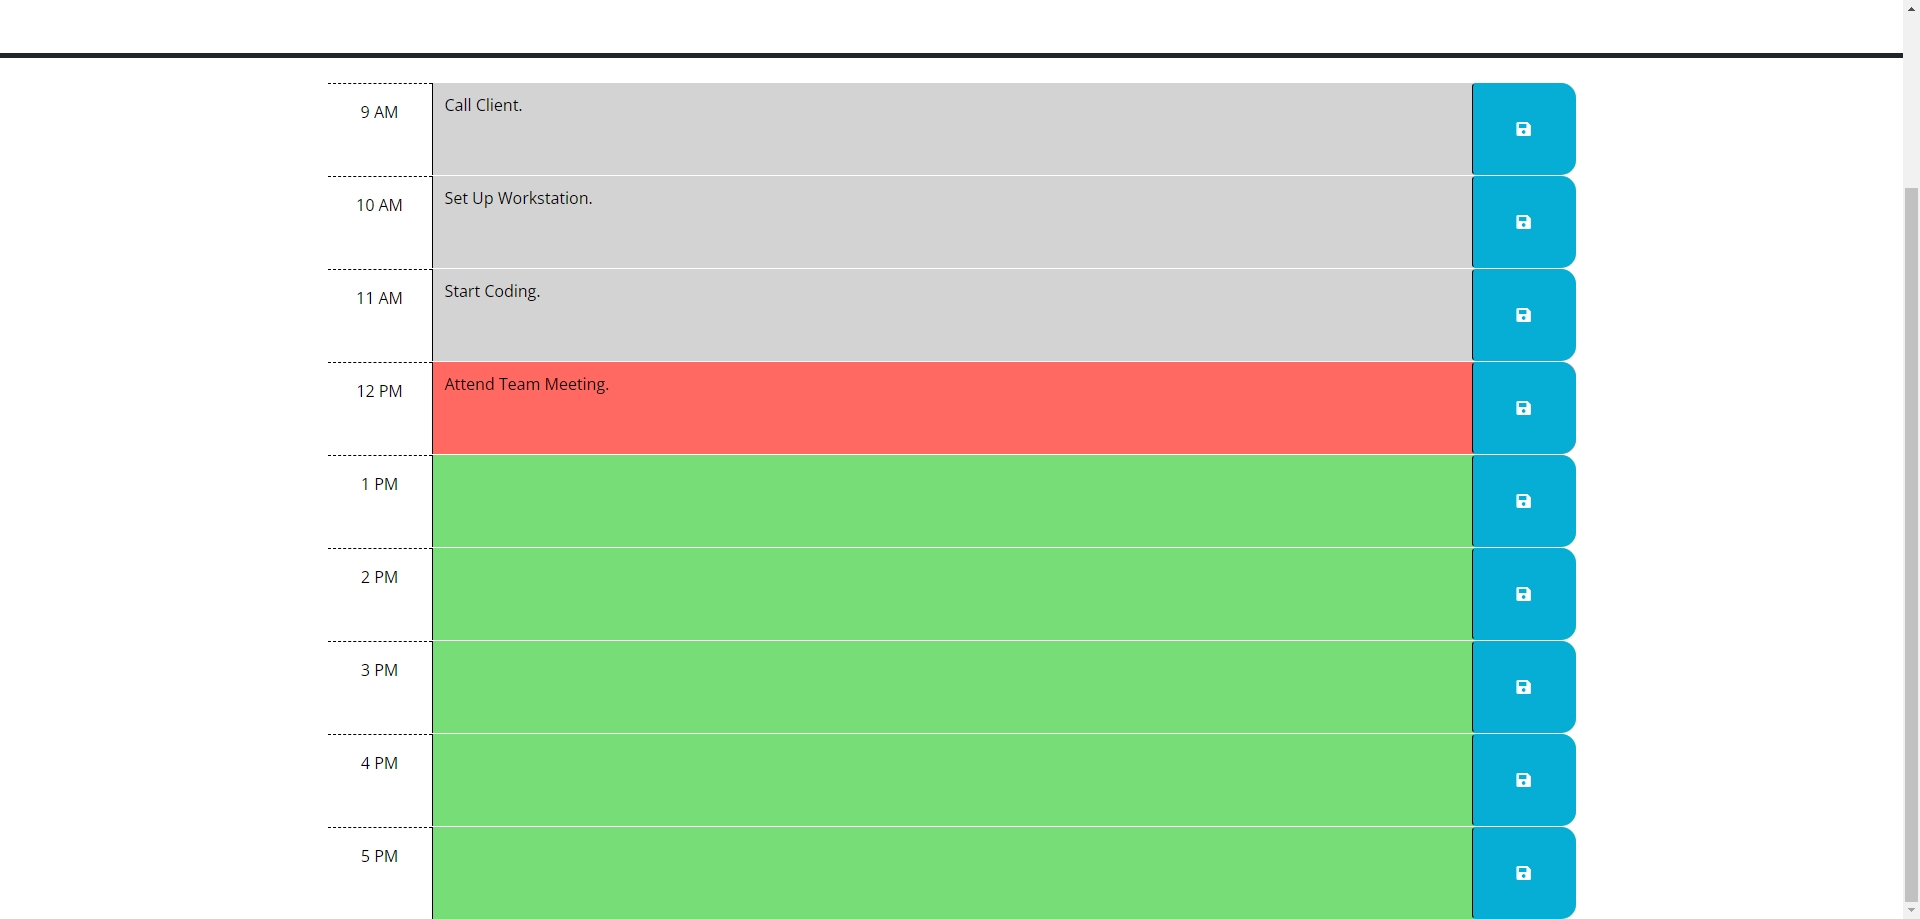 9 AM
Call Client.
10 AM
Set Up Workstation.
11 AM
Start Coding.
12 PM
Attend Team Meeting.
1 PM
2 PM
3 PM
4 PM
5 PM